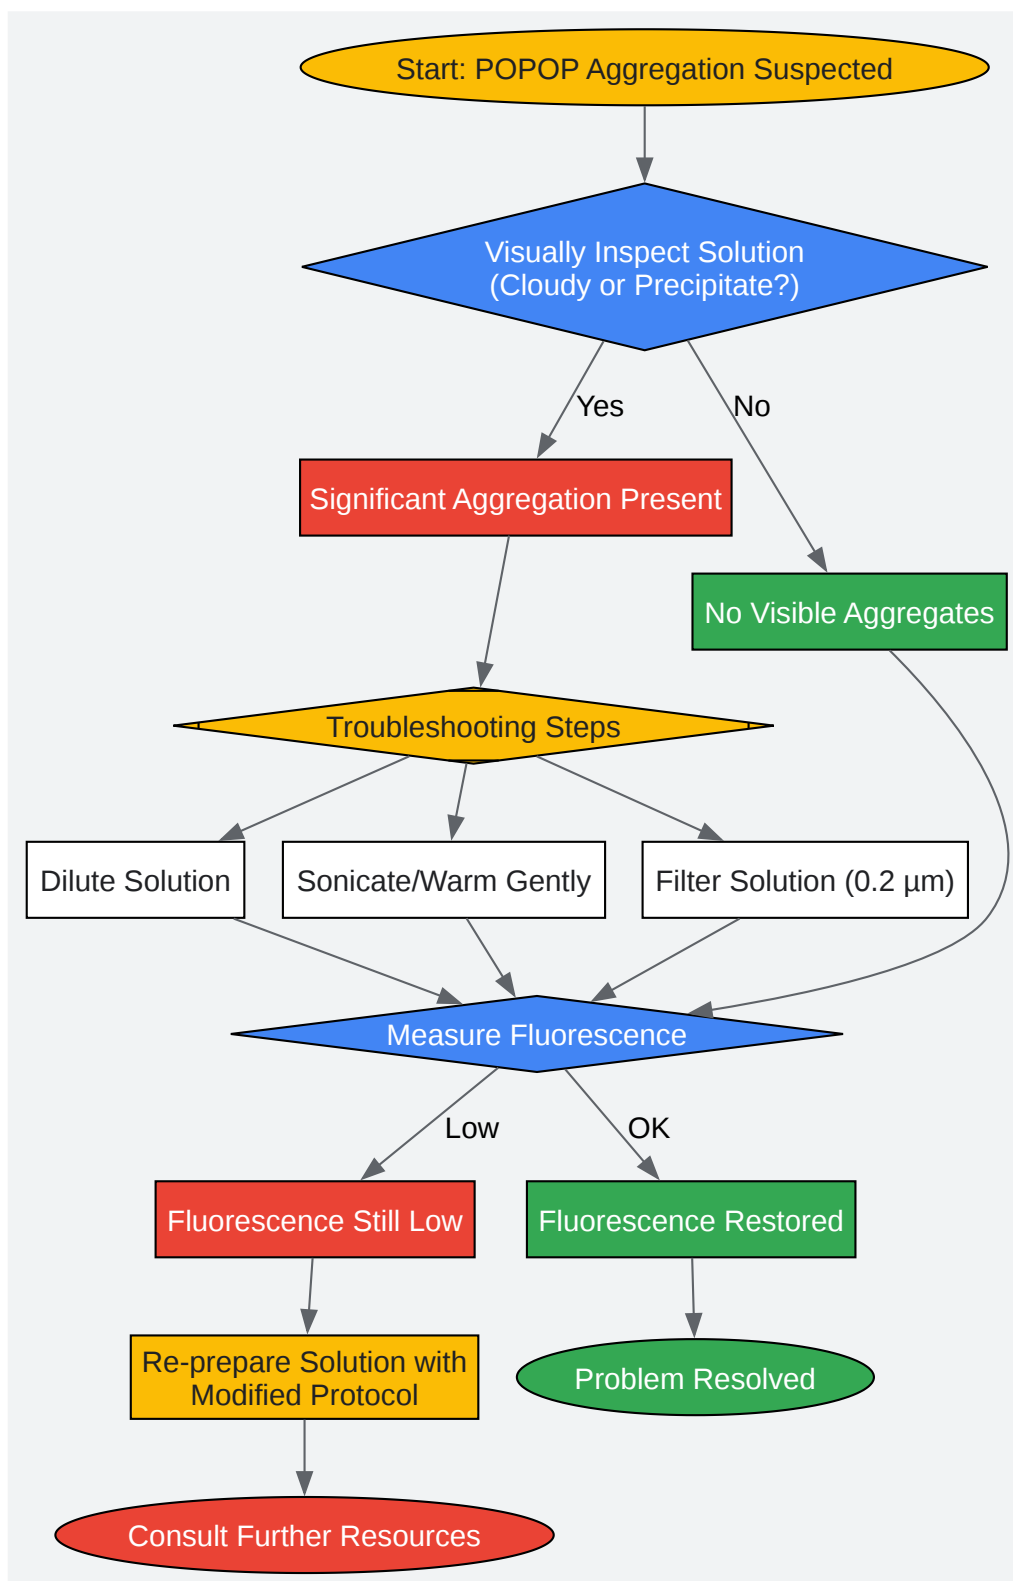 Start: POPOP Aggregation Suspected
Visually Inspect Solution
(Cloudy or Precipitate?)
Yes
No
Significant Aggregation Present
No Visible Aggregates
Troubleshooting Steps
Dilute Solution
Sonicate/Warm Gently
Filter Solution (0.2 µm)
Measure Fluorescence
Low
OK
Fluorescence Still Low
Fluorescence Restored
Re-prepare Solution with
Modified Protocol
Problem Resolved
Consult Further Resources